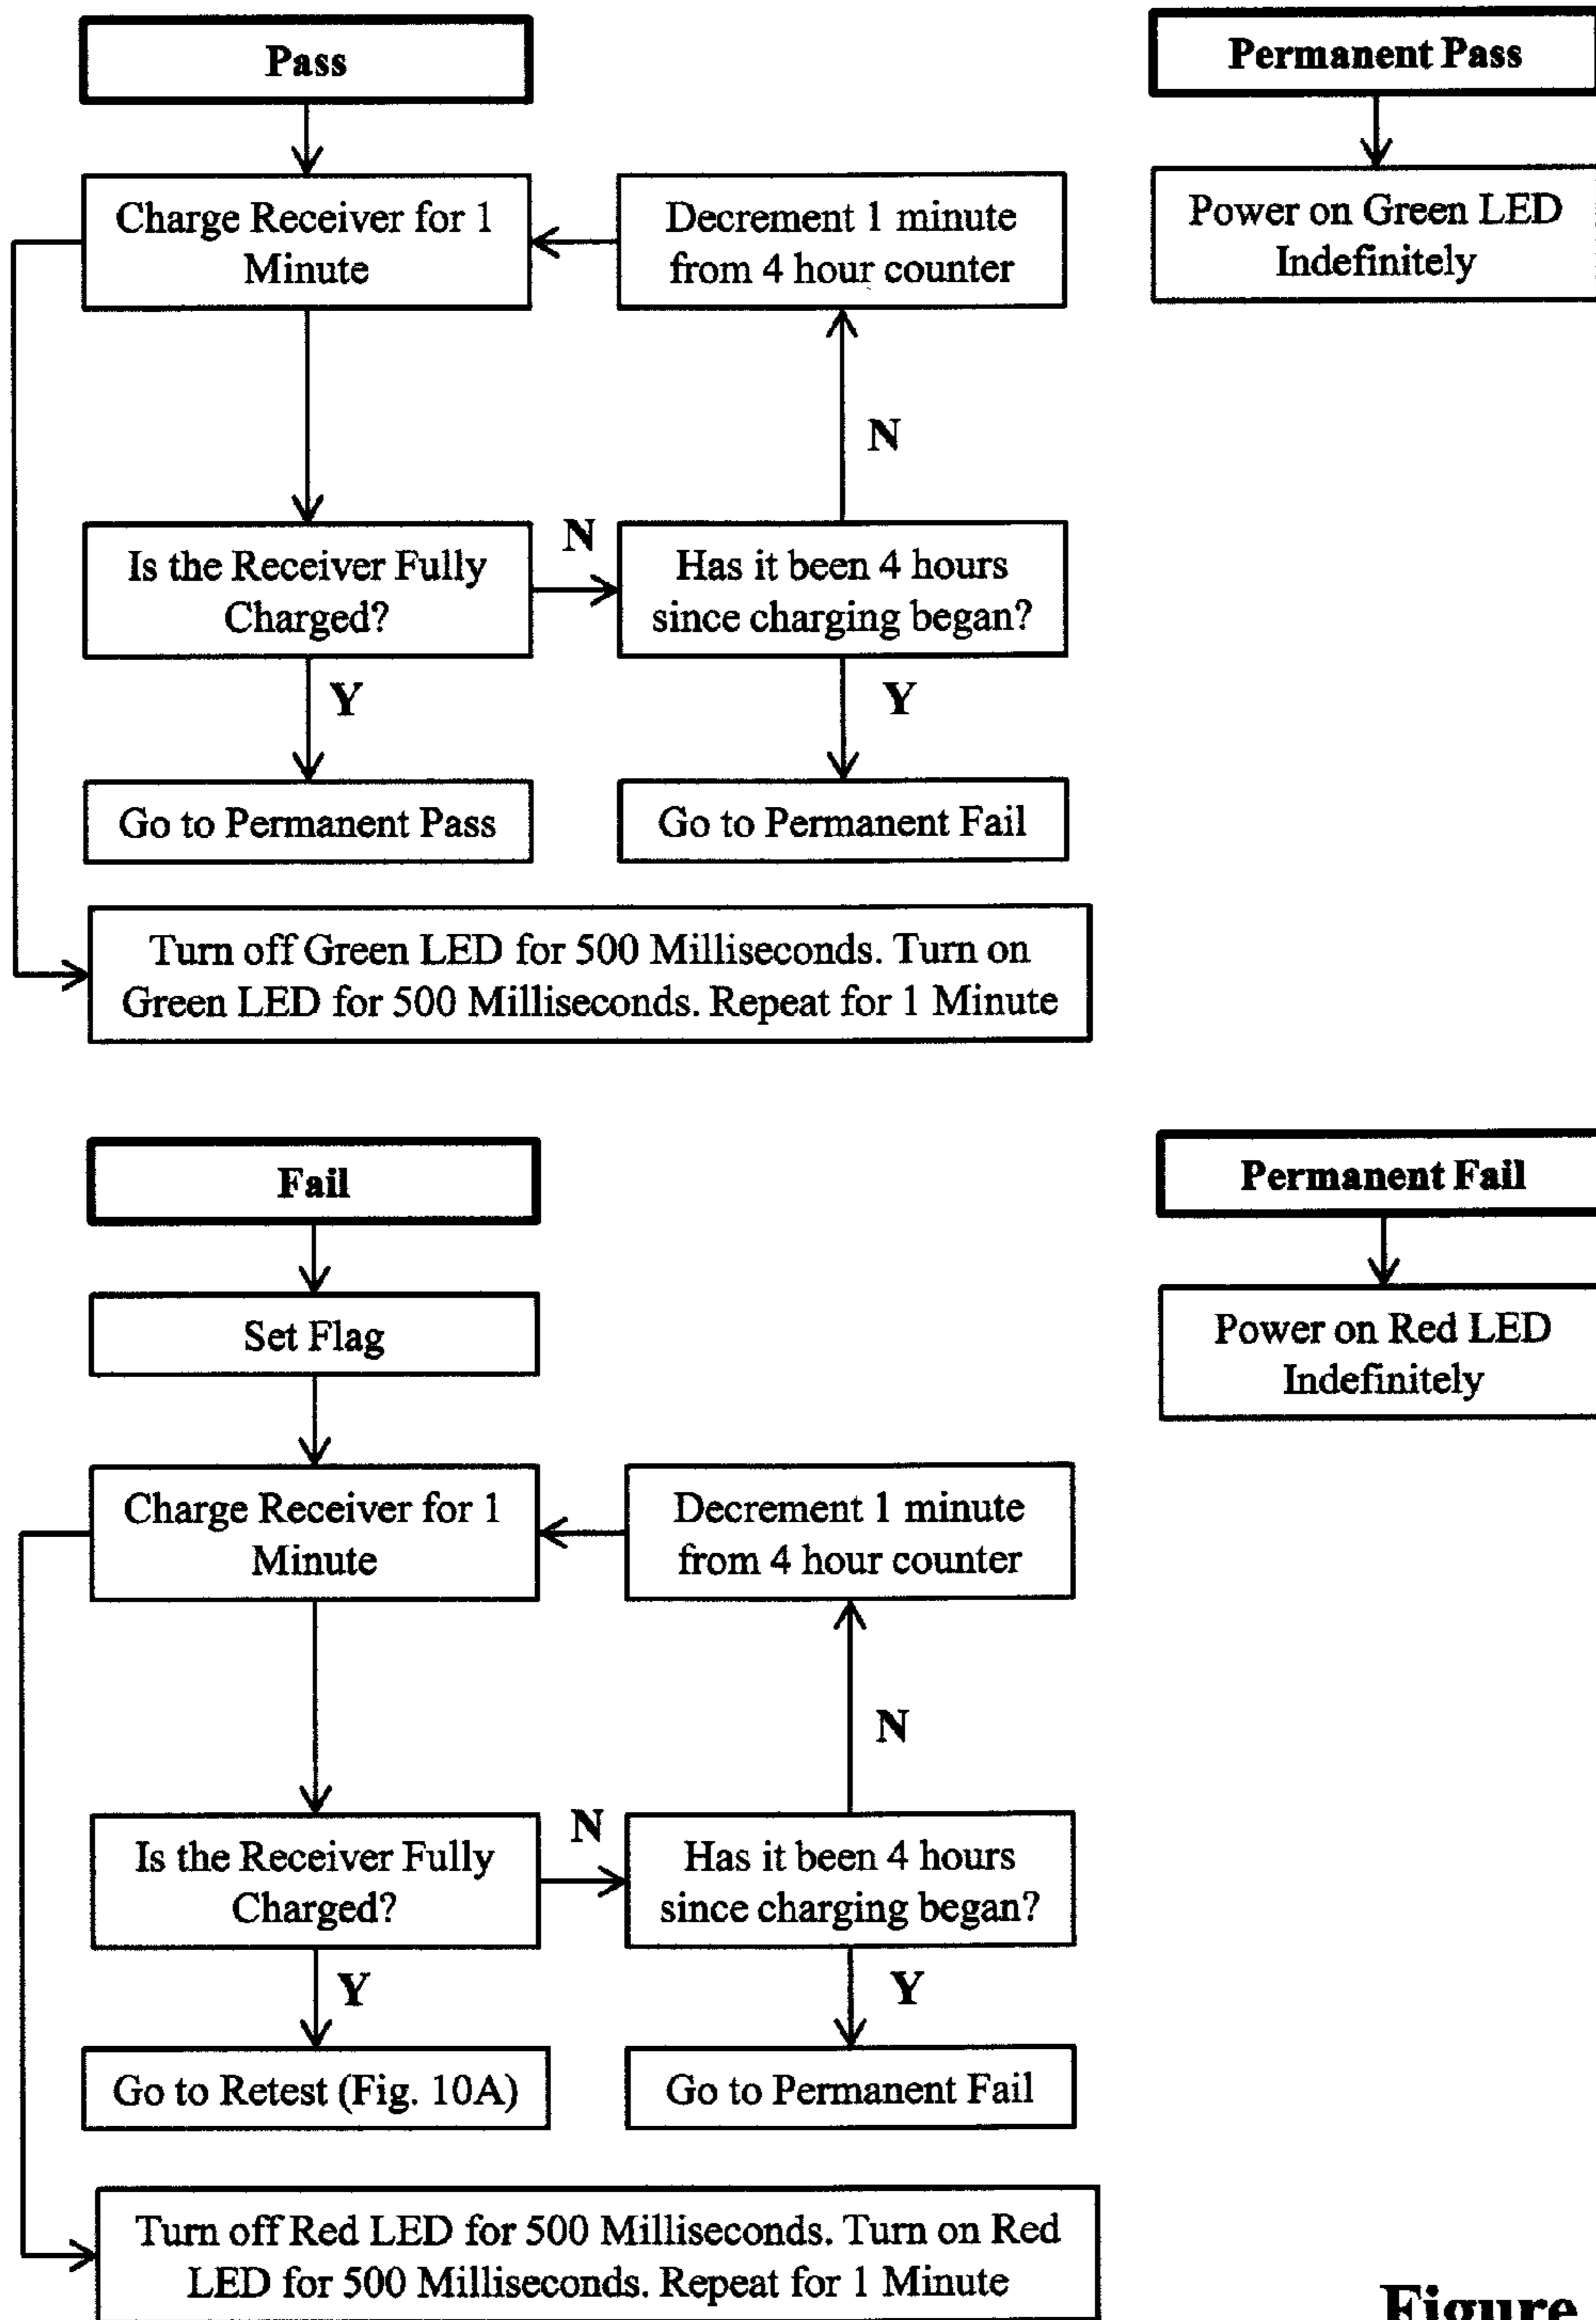 Pass
Charge Receiver for 1
Minute
Decrement 1 minute
from 4 hour counter
N
Is the Receiver Fully
Charged?
N
Has it been 4 hours
since charging began?
Y
Y
Go to Permanent Pass
Go to Permanent Fail
Turn off Green LED for 500 Milliseconds. Turn on
Green LED for 500 Milliseconds. Repeat for 1 Minute
Permanent Pass
Power on Green LED
Indefinitely
Fail
Set Flag
Charge Receiver for 1
Minute
Decrement 1 minute
from 4 hour counter
N
Is the Receiver Fully
Charged?
N
Has it been 4 hours
since charging began?
Y
Y
Go to Retest (Fig. 10A)
Go to Permanent Fail
Turn off Red LED for 500 Milliseconds. Turn on Red
LED for 500 Milliseconds. Repeat for 1 Minute
Permanent Fail
Power on Red LED
Indefinitely
Figure